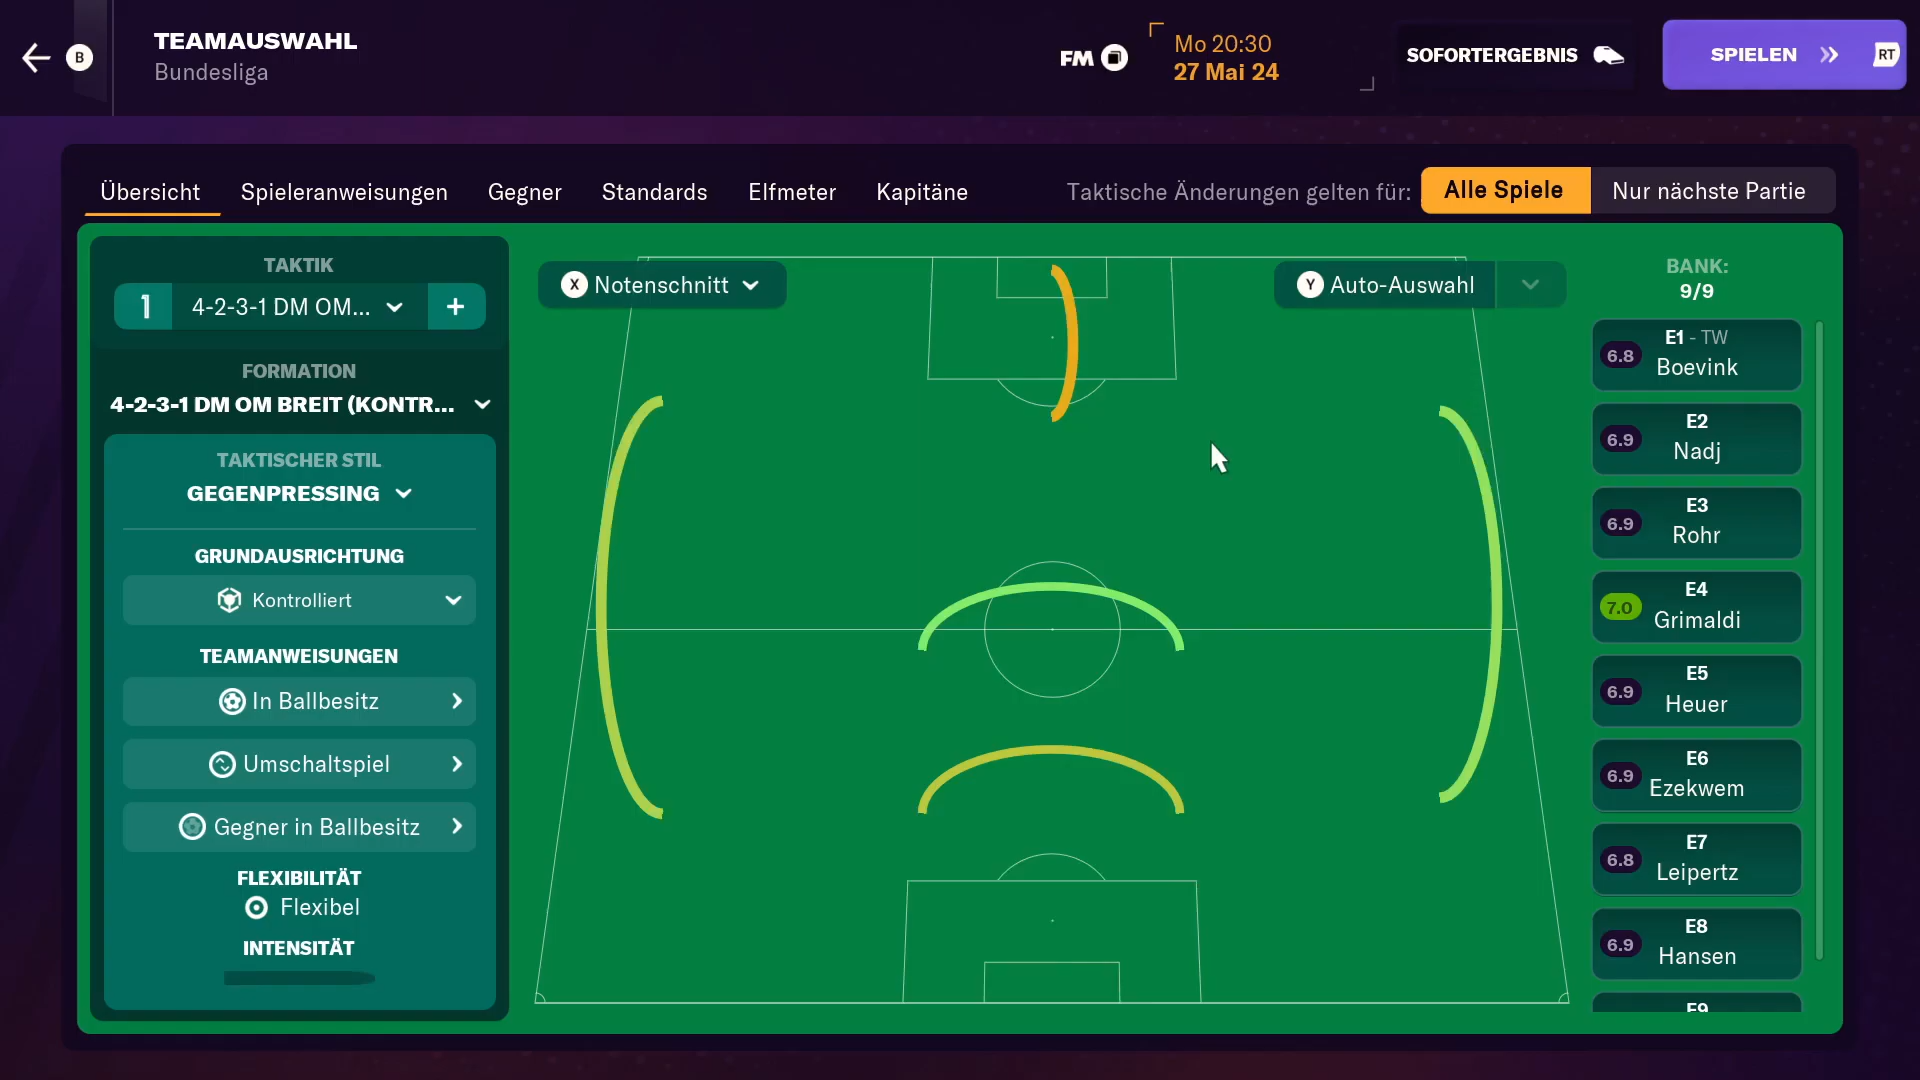 B
TEAMAUSWAHL
Bundesliga
FM
Mo 20:30
27 Mai 24
SOFORTERGEBNIS
SPIELEN
RT
Übersicht
Spieleranweisungen
Gegner
Standards
Elfmeter
Kapitäne
Taktische Änderungen gelten für:
Alle Spiele
Nur nächste Partie
TAKTIK
1
4-2-3-1 DM OM...
+
FORMATION
4-2-3-1 DM OM BREIT (KONTR...
TAKTISCHER STIL
GEGENPRESSING
GRUNDAUSRICHTUNG
Kontrolliert
TEAMANWEISUNGEN
In Ballbesitz
Umschaltspiel
Gegner in Ballbesitz
FLEXIBILITÄT
Flexibel
INTENSITÄT
X Notenschnitt
Y Auto-Auswahl
BANK:
9/9
E1 - TW
6.8
Boevink
E2
6.9
Nadj
E3
6.9
Rohr
E4
7.0
Grimaldi
E5
6.9
Heuer
E6
6.9
Ezekwem
E7
6.8
Leipertz
E8
6.9
Hansen
E9